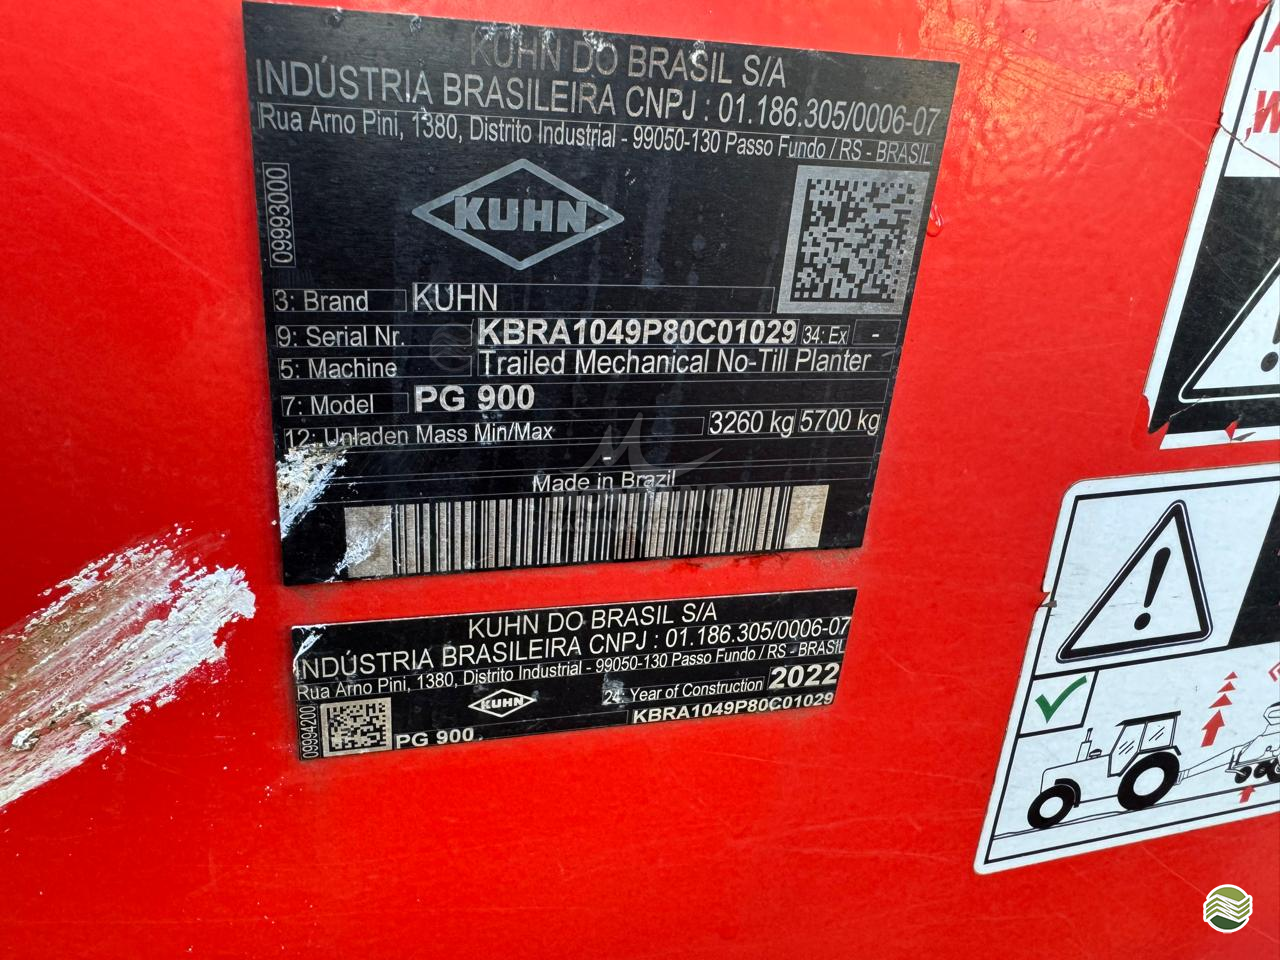 KUHN DO BRASIL S/A
INDÚSTRIA BRASILEIRA CNPJ : 01.186.305/0006-07
Rua Arno Pini, 1380, Distrito Industrial - 99050-130 Passo Fundo / RS - BRASIL
09993000
KUHN
3: Brand KUHN
9: Serial Nr. KBRA1049P80C01029 34: Ex -
5: Machine Trailed Mechanical No-Till Planter
7: Model PG 900
12: Unladen Mass Min/Max 3260 kg 5700 kg
-
Made in Brazil
KUHN DO BRASIL S/A
INDÚSTRIA BRASILEIRA CNPJ : 01.186.305/0006-07
Rua Arno Pini, 1380, Distrito Industrial - 99050-130 Passo Fundo / RS - BRASIL
09994200
KUHN
24: Year of Construction 2022
PG 900
KBRA1049P80C01029